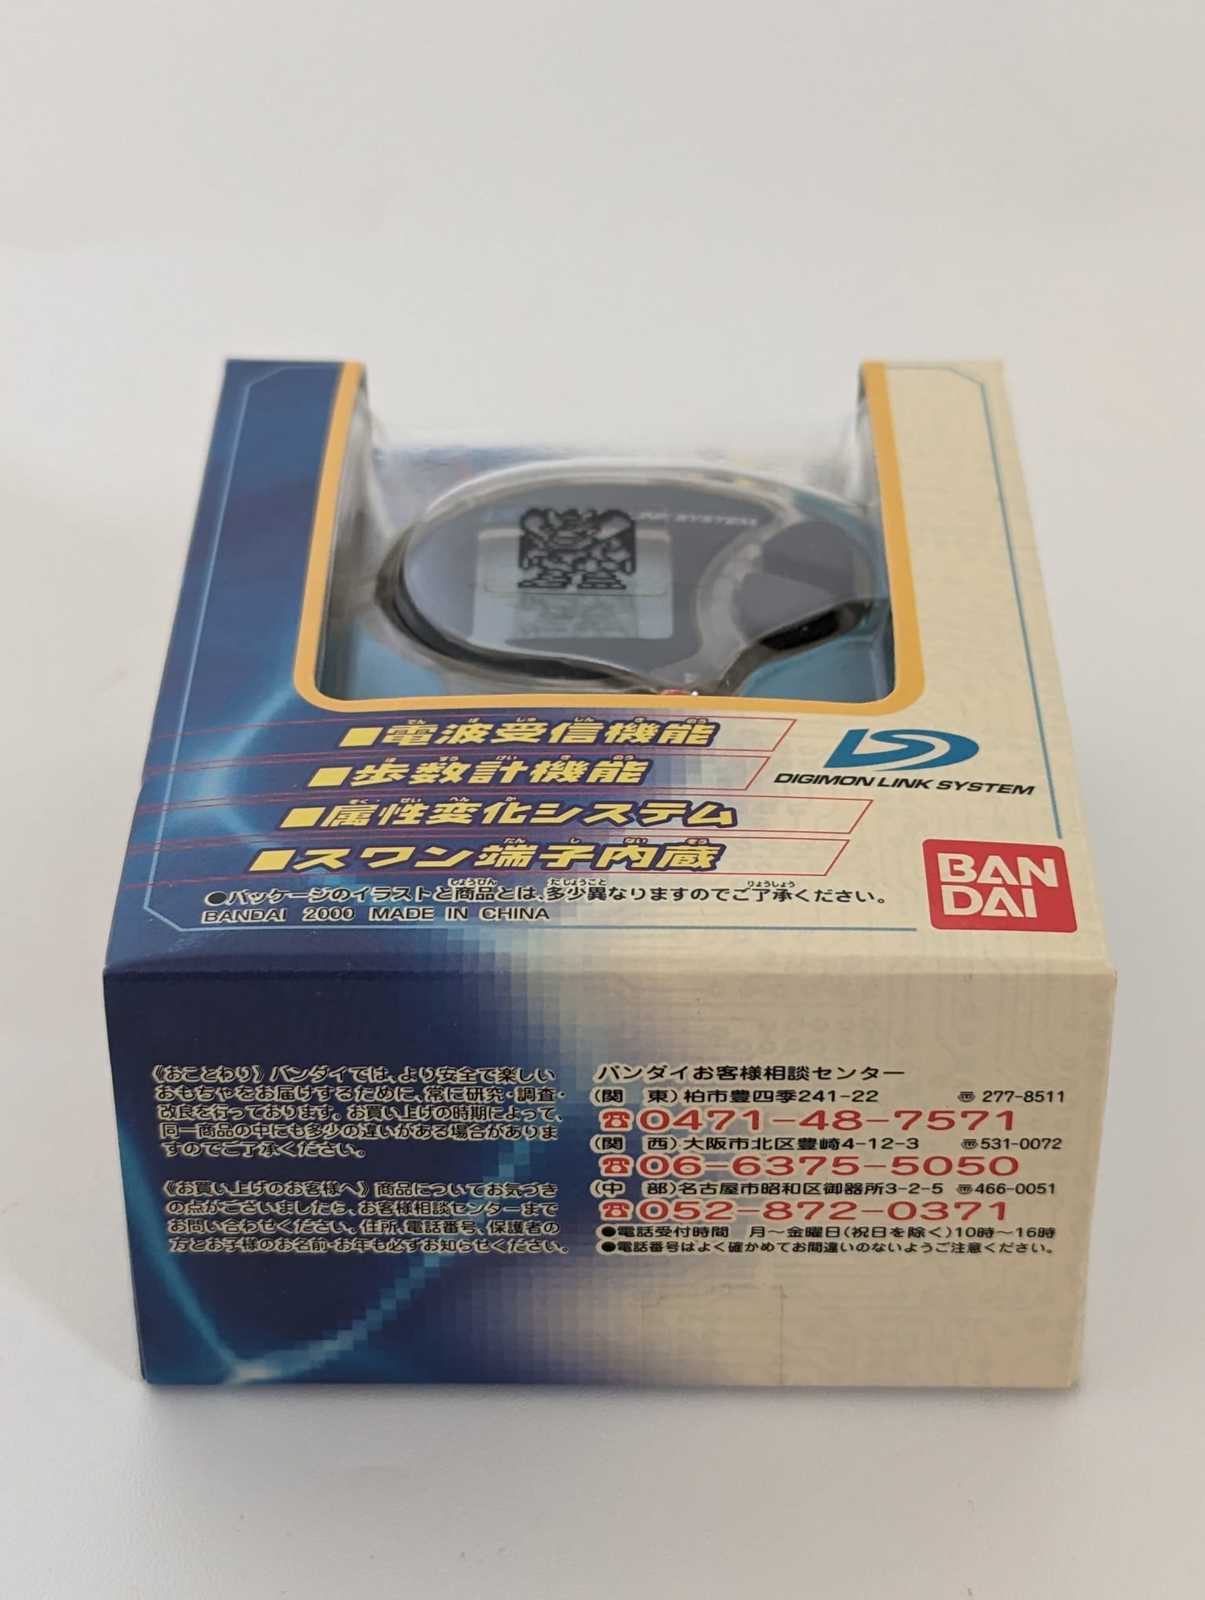 SYSTEM
■電波受信機能
■歩数計機能
■属性変化システム
■スワン端子内蔵
DIGIMON LINK SYSTEM
●パッケージのイラストと商品とは、多少異なりますのでご了承ください。
BANDAI 2000 MADE IN CHINA
BAN
DAI
《おことわり》バンダイでは、より安全で楽しい
おもちゃをお届けするために、常に研究・調査・
改良を行っております。お買い上げの時期によって、
同一商品の中にも多少の違いがある場合がありま
すのでご了承ください。
《お買い上げのお客様へ》商品についてお気づき
の点がございましたら、お客様相談センターまで
お問い合わせください。住所、電話番号、保護者の
方とお子様のお名前・お年も必ずお知らせください。
バンダイお客様相談センター
(関 東)柏市豊四季241-22 〠277-8511
☎0471-48-7571
(関 西)大阪市北区豊崎4-12-3 〠531-0072
☎06-6375-5050
(中 部)名古屋市昭和区御器所3-2-5 〠466-0051
☎052-872-0371
●電話受付時間 月〜金曜日(祝日を除く)10時〜16時
●電話番号はよく確かめてお間違いのないようご注意ください。